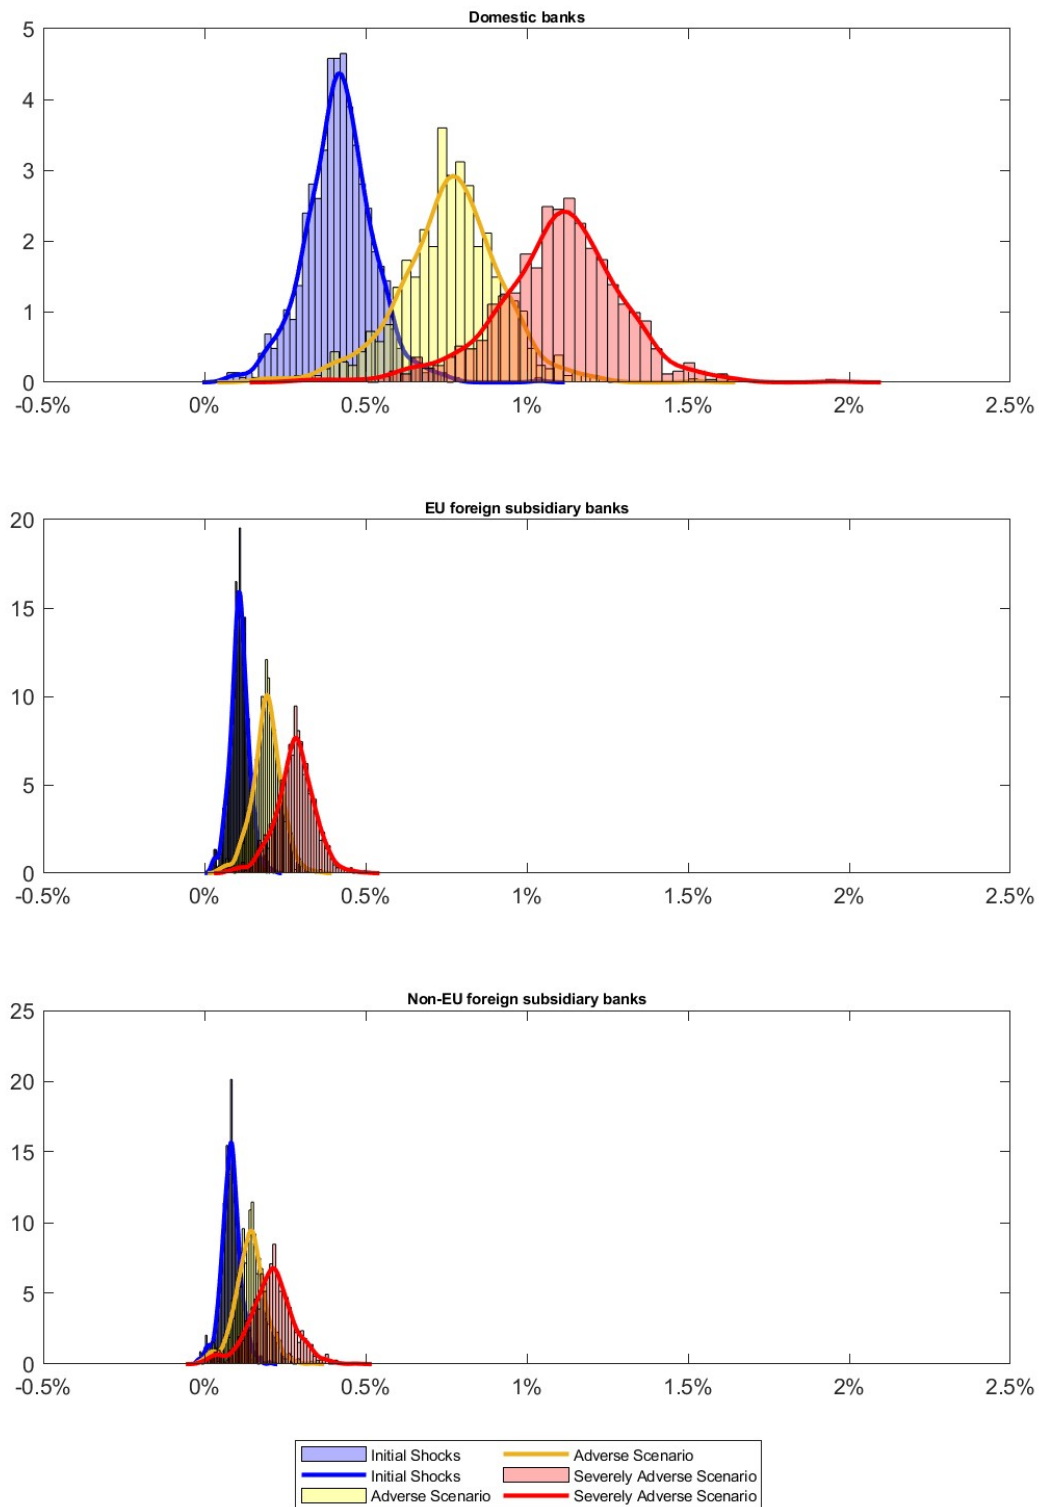 Domestic banks
5
4
3
2
1
0
-0.5% 0% 0.5% 1% 1.5% 2% 2.5%
EU foreign subsidiary banks
20
15
10
5
0
-0.5% 0% 0.5% 1% 1.5% 2% 2.5%
Non-EU foreign subsidiary banks
25
20
15
10
5
0
-0.5% 0% 0.5% 1% 1.5% 2% 2.5%
Initial Shocks Adverse Scenario
Initial Shocks Severely Adverse Scenario
Adverse Scenario Severely Adverse Scenario